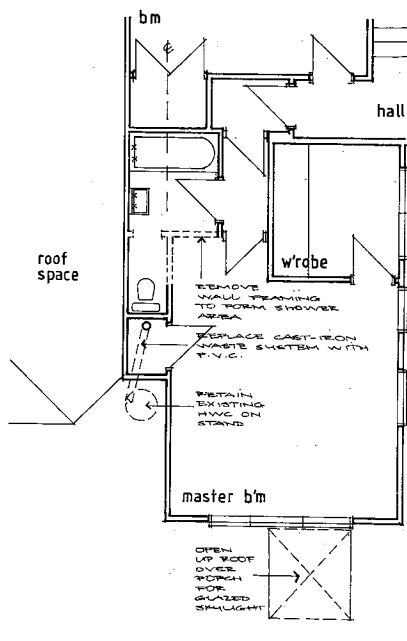 bm
hall
roof
space
w'robe
REMOVE
WALL FRAMING
TO FORM SHOWER
AREA
REPLACE CAST-IRON
WASTE SYSTEM WITH
P.V.C.
RETAIN
EXISTING
HWC ON
STAND
master b'm
OPEN
UP ROOF
OVER
PORCH
FOR
GLAZED
SKYLIGHT